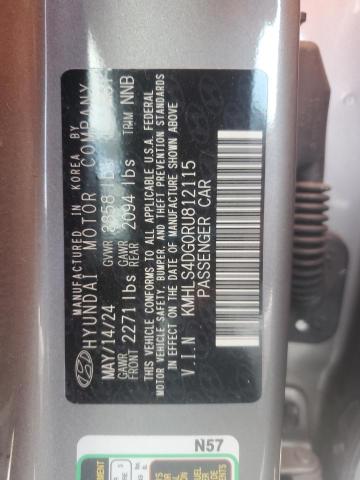 MANUFACTURED IN KOREA BY
HYUNDAI MOTOR COMPANY
MAY/14/24 GVWR 3858 lbs
GAWR FRONT 2271 lbs GAWR REAR 2094 lbs TRIM NNB
THIS VEHICLE CONFORMS TO ALL APPLICABLE U.S.A. FEDERAL
MOTOR VEHICLE SAFETY, BUMPER, AND THEFT PREVENTION STANDARDS
IN EFFECT ON THE DATE OF MANUFACTURE SHOWN ABOVE
V.I.N KMHLS4DG0RU812115
PASSENGER CAR
N57